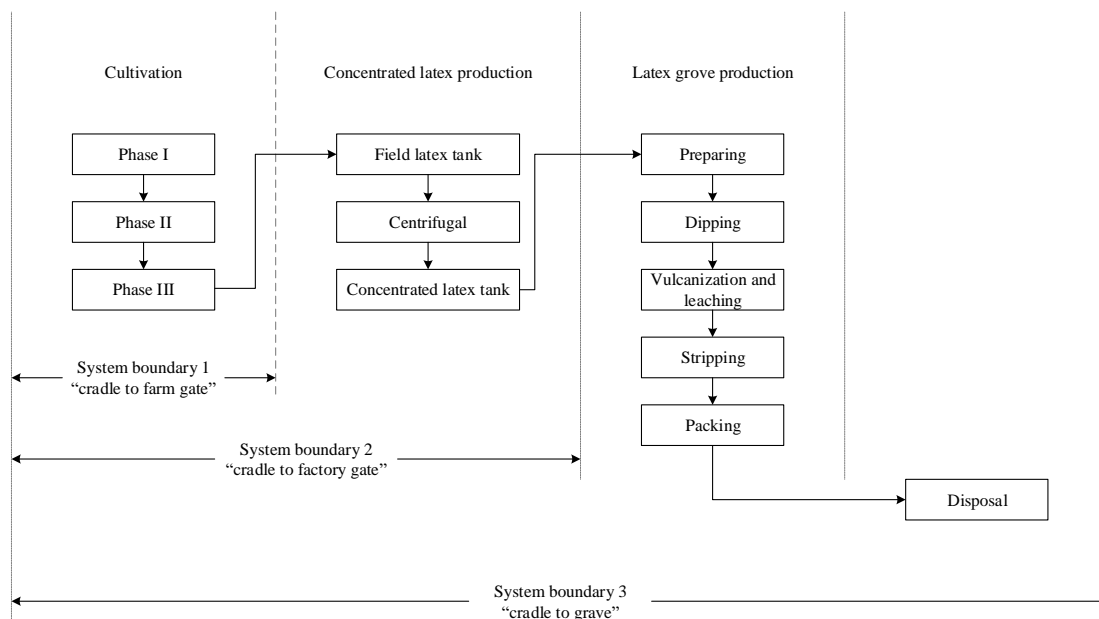 Cultivation
Concentrated latex production
Latex grove production
Phase I
Phase II
Phase III
Field latex tank
Centrifugal
Concentrated latex tank
Preparing
Dipping
Vulcanization and
leaching
Stripping
Packing
Disposal
System boundary 1
“cradle to farm gate”
System boundary 2
“cradle to factory gate”
System boundary 3
“cradle to grave”